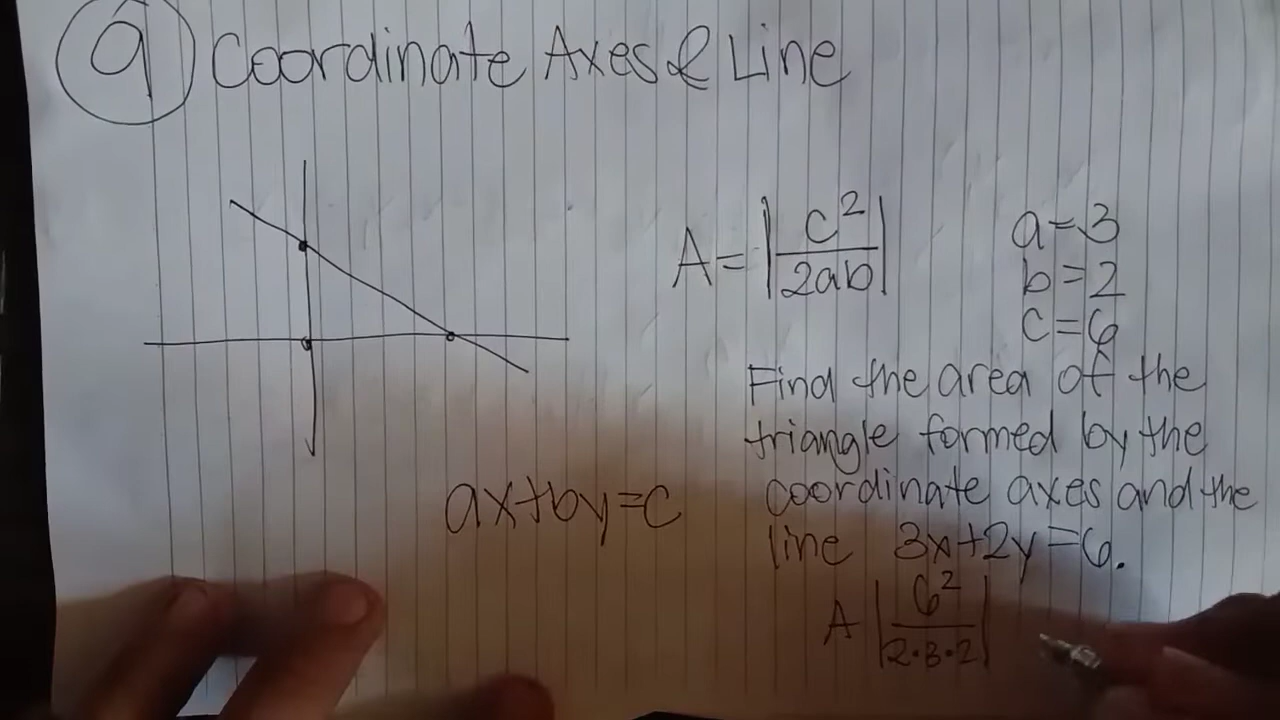 9 Coordinate Axes & Line
A = |c²/2ab|
a=3
b=2
c=6
Find the area of the
triangle formed by the
coordinate axes and the
line 3x+2y=6.
ax+by=c
A |6²/2·3·2|